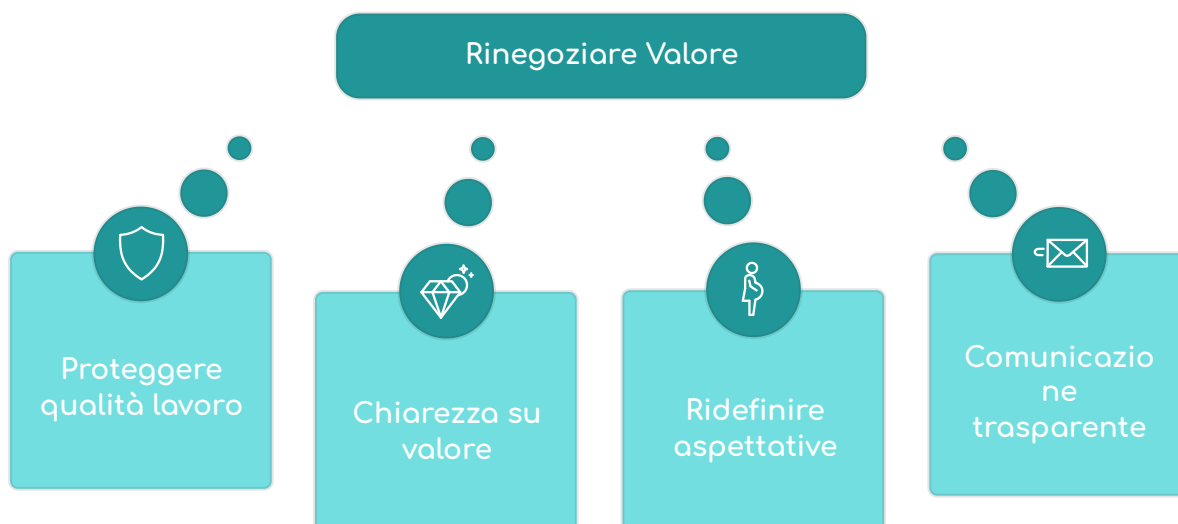 Rinegoziare Valore
Proteggere
qualità lavoro
Chiarezza su
valore
Ridefinire
aspettative
Comunicazio
ne
trasparente